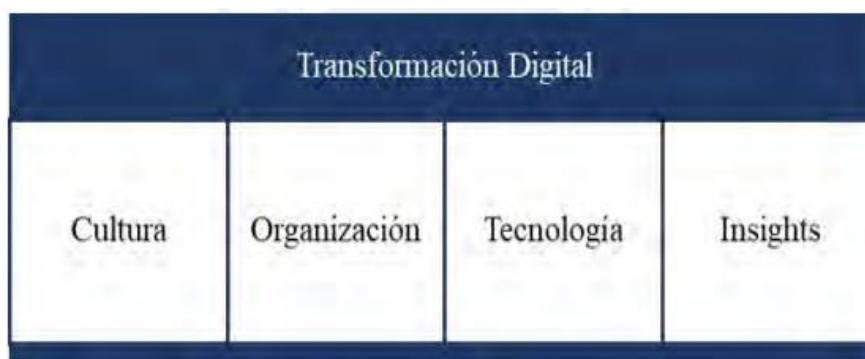 Transformación Digital
Cultura Organización Tecnología Insights